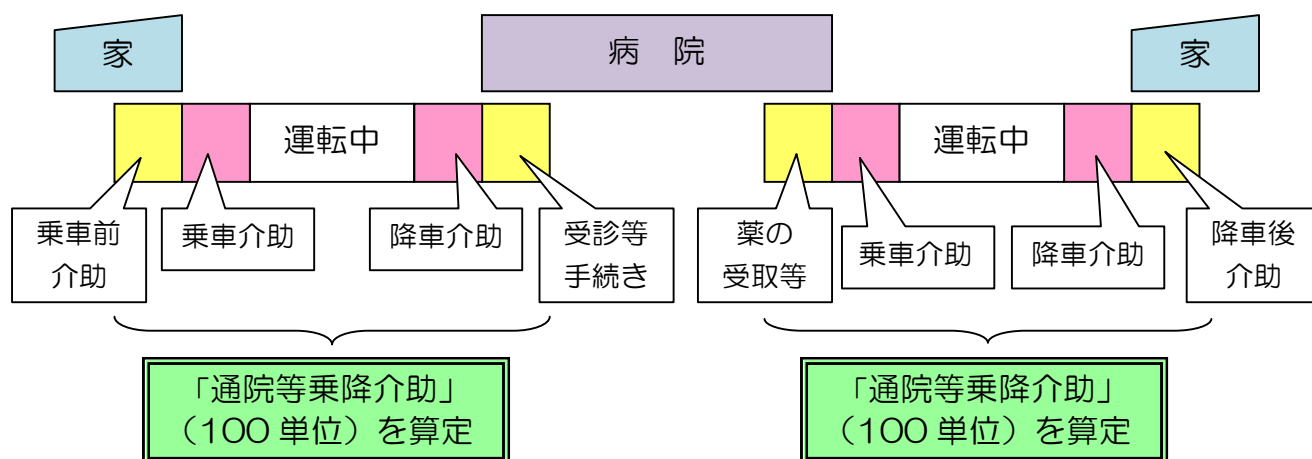 家
病 院
家
運転中
運転中
乗車前
介助
乗車介助
降車介助
受診等
手続き
薬の
受取等
乗車介助
降車介助
降車後
介助
「通院等乗降介助」
（100 単位）を算定
「通院等乗降介助」
（100 単位）を算定